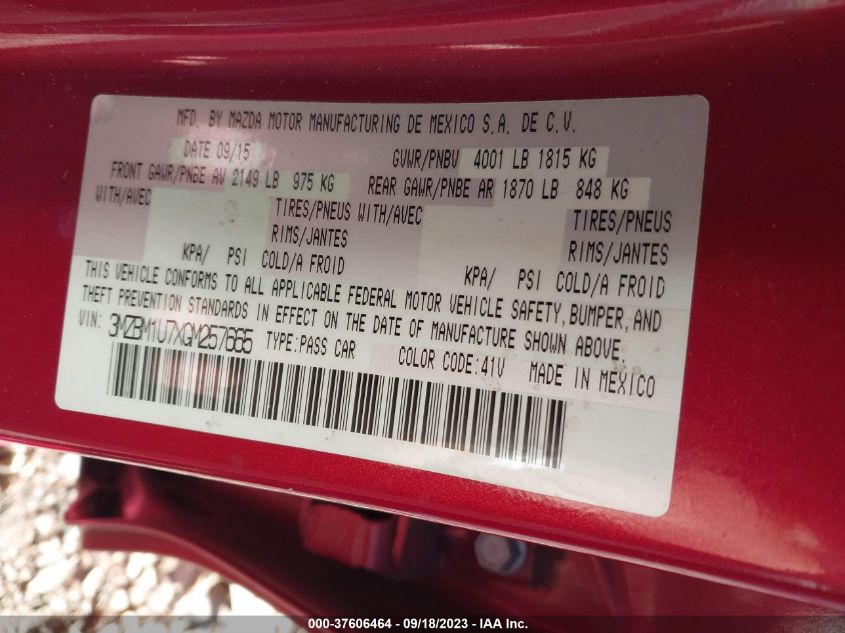 MFD. BY MAZDA MOTOR MANUFACTURING DE MEXICO S.A. DE C.V.
DATE 09/15 GVWR/PNBV 4001 LB 1815 KG
FRONT GAWR/PNBE AV 2149 LB 975 KG REAR GAWR/PNBE AR 1870 LB 848 KG
WITH/AVEC TIRES/PNEUS WITH/AVEC TIRES/PNEUS
RIMS/JANTES RIMS/JANTES
KPA/ PSI COLD/A FROID KPA/ PSI COLD/A FROID
THIS VEHICLE CONFORMS TO ALL APPLICABLE FEDERAL MOTOR VEHICLE SAFETY, BUMPER, AND
THEFT PREVENTION STANDARDS IN EFFECT ON THE DATE OF MANUFACTURE SHOWN ABOVE.
VIN: 3MZBM1U7XGM257665 TYPE:PASS CAR COLOR CODE:41V MADE IN MEXICO
000-37606464 - 09/18/2023 - IAA Inc.